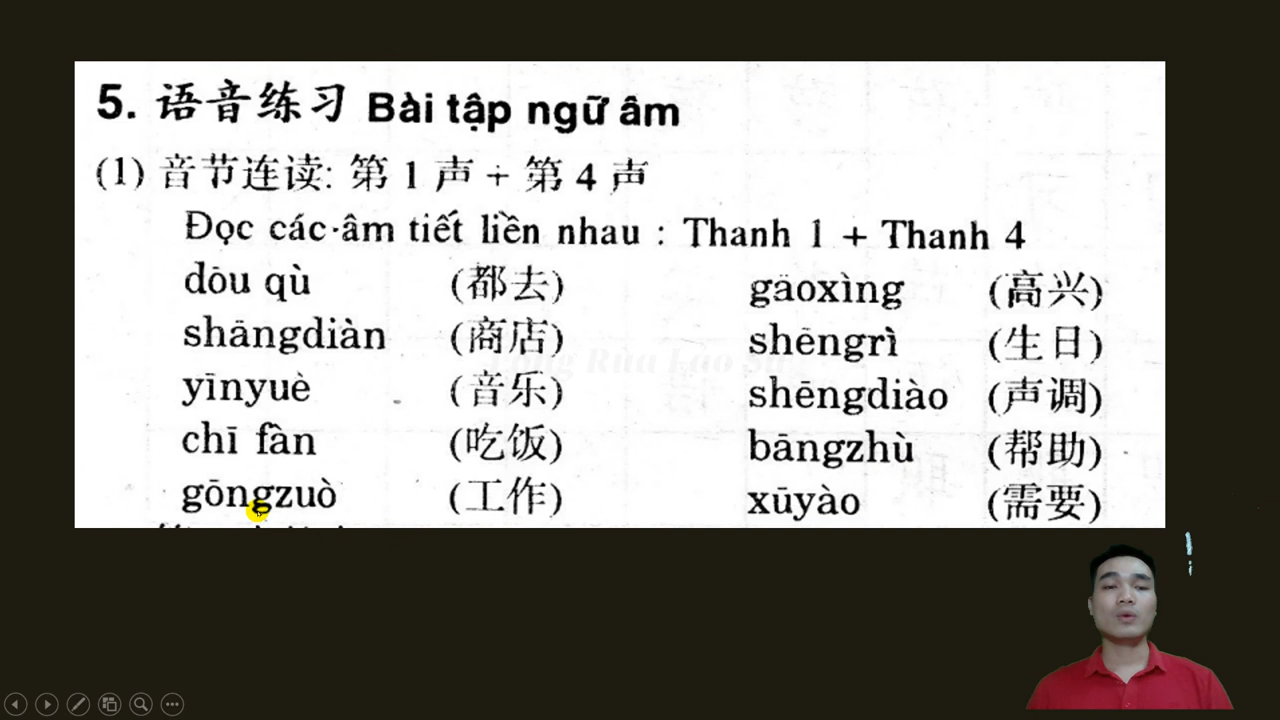 5. 语音练习 Bài tập ngữ âm
(1) 音节连读: 第 1 声 + 第 4 声
Đọc các âm tiết liền nhau : Thanh 1 + Thanh 4
dōu qù (都去) gāoxìng (高兴)
shāngdiàn (商店) shēngrì (生日)
yīnyuè (音乐) shēngdiào (声调)
chī fàn (吃饭) bāngzhù (帮助)
gōngzuò (工作) xūyào (需要)